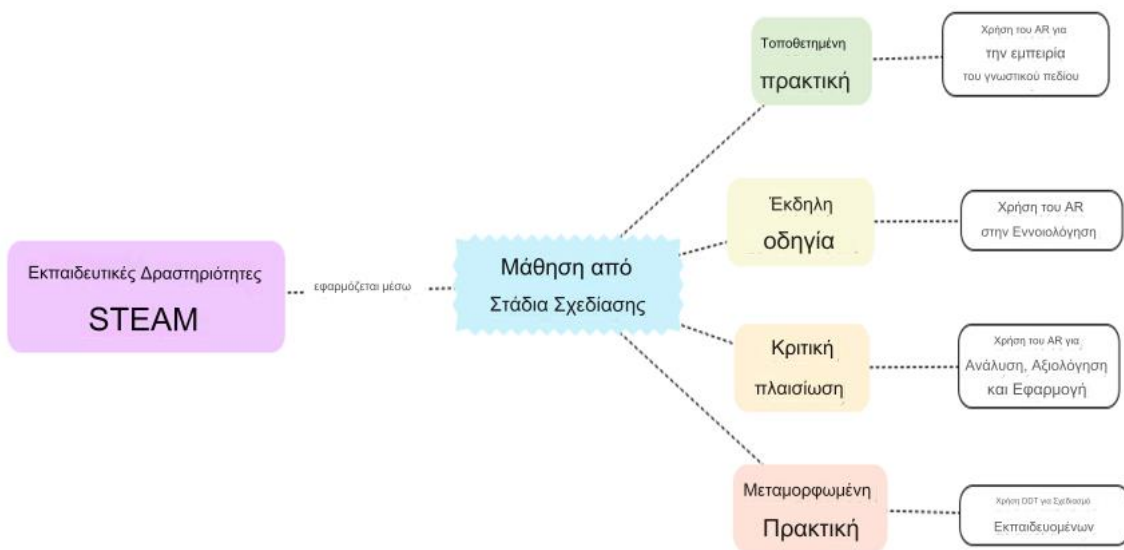 Εκπαιδευτικές Δραστηριότητες
STEAM
εφαρμόζεται μέσω
Μάθηση από
Στάδια Σχεδίασης
Τοποθετημένη
πρακτική
Χρήση του AR για
την εμπειρία
του γνωστικού πεδίου
Έκδηλη
οδηγία
Χρήση του AR
στην Εννοιολόγηση
Κριτική
πλαισίωση
Χρήση του AR για
Ανάλυση, Αξιολόγηση
και Εφαρμογή
Μεταμορφωμένη
Πρακτική
Χρήση DDT για Σχεδιασμό
Εκπαιδευομένων